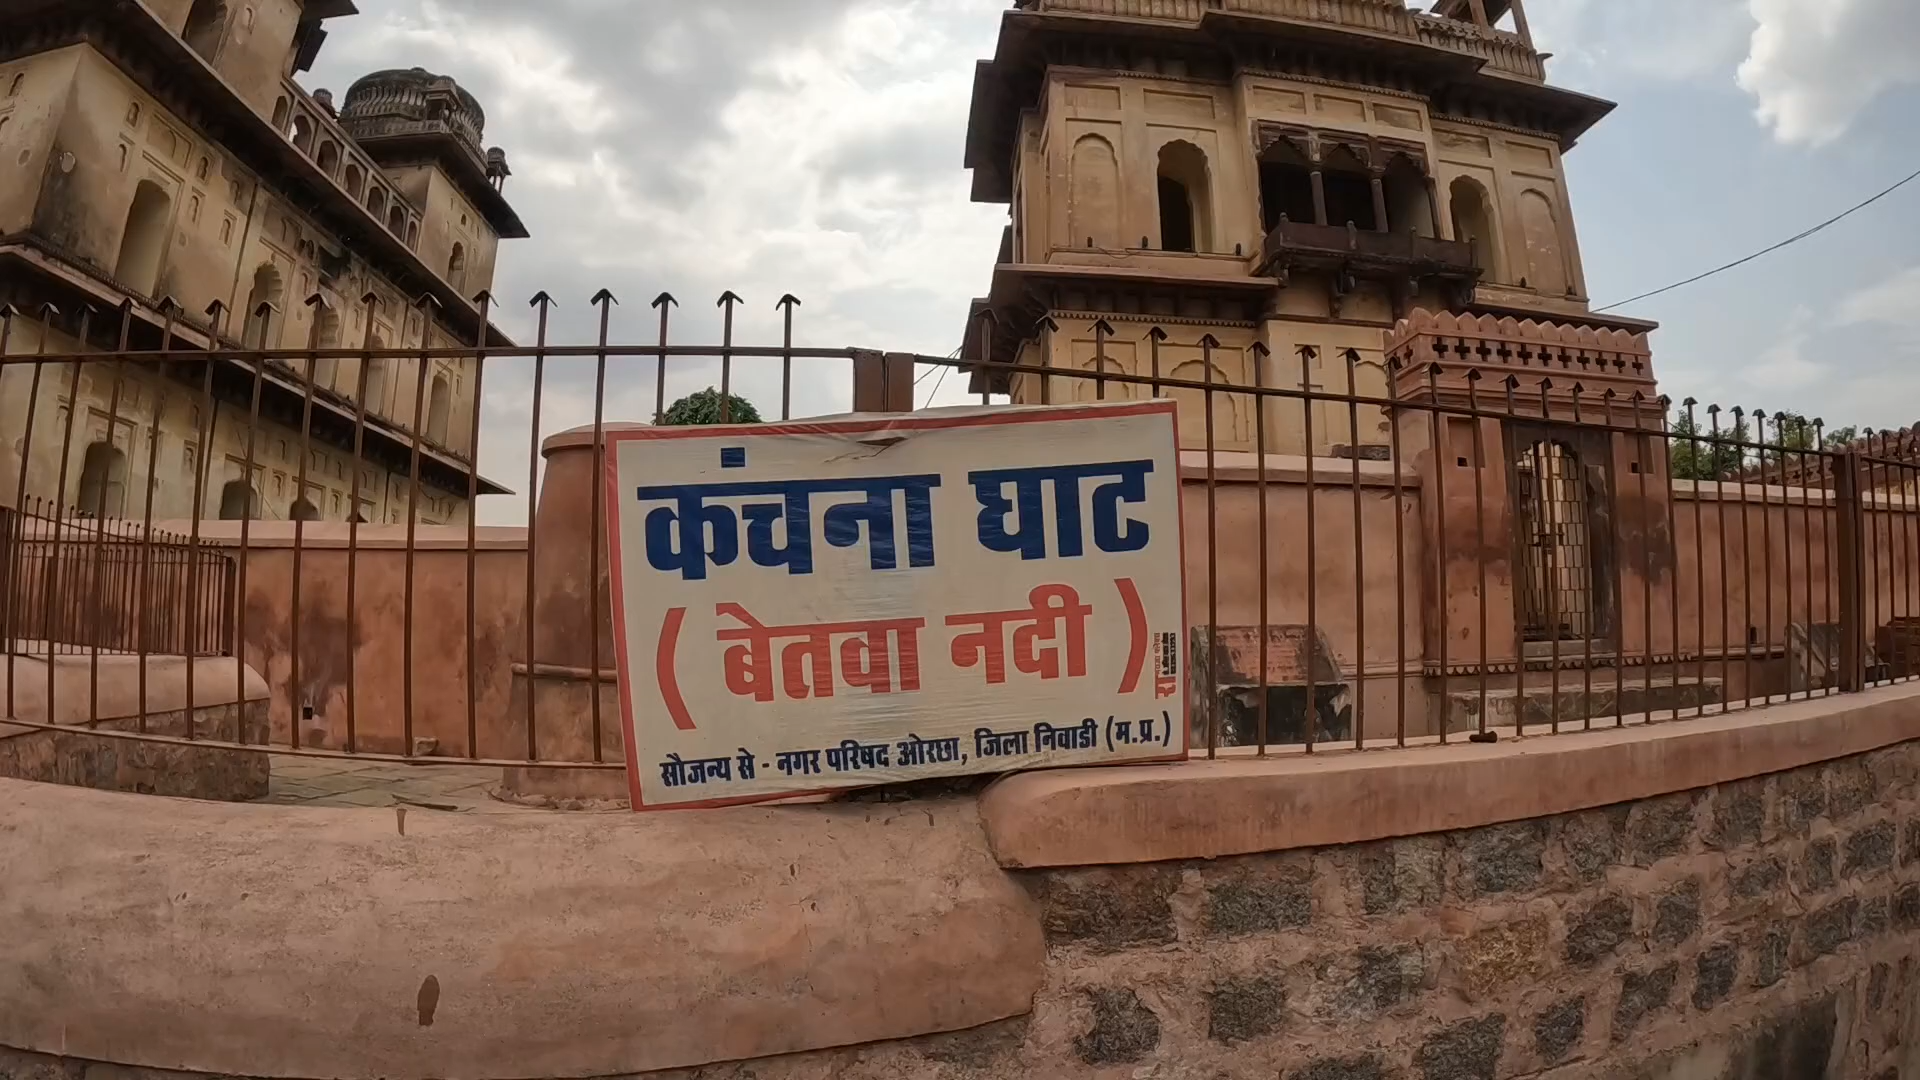 कंचना घाट
( बेतवा नदी )
सौजन्य से - नगर परिषद ओरछा, जिला निवाडी (म.प्र.)